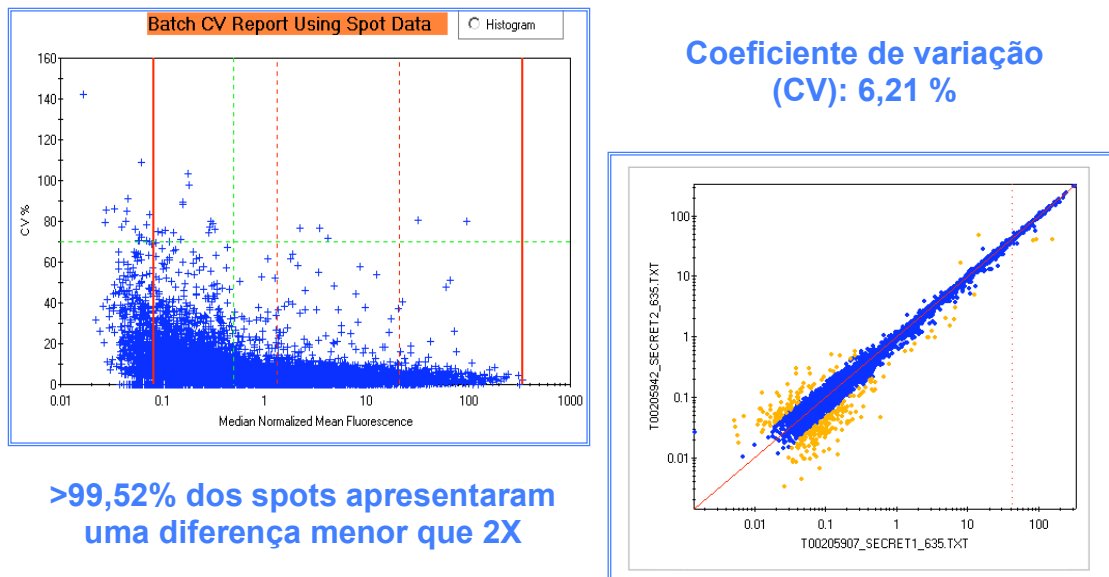 Batch CV Report Using Spot Data
Histogram
160
140
120
100
80
60
40
20
0
CV %
0.01
0.1
1
10
100
1000
Median Normalized Mean Fluorescence
>99,52% dos spots apresentaram
uma diferença menor que 2X
Coeficiente de variação
(CV): 6,21 %
100
10
1
0.1
0.01
T00205942_SECRET2_635.TXT
0.01
0.1
1
10
100
T00205907_SECRET1_635.TXT